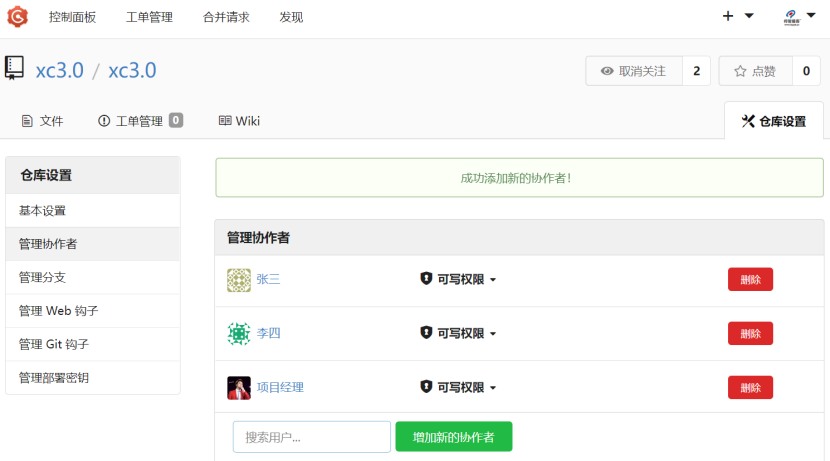 控制面板 工单管理 合并请求 发现
xc3.0 / xc3.0
取消关注 2 点赞 0
文件 工单管理 0 Wiki 仓库设置
仓库设置
基本设置
管理协作者
管理分支
管理 Web 钩子
管理 Git 钩子
管理部署密钥
成功添加新的协作者!
管理协作者
张三 可写权限 删除
李四 可写权限 删除
项目经理 可写权限 删除
搜索用户... 增加新的协作者